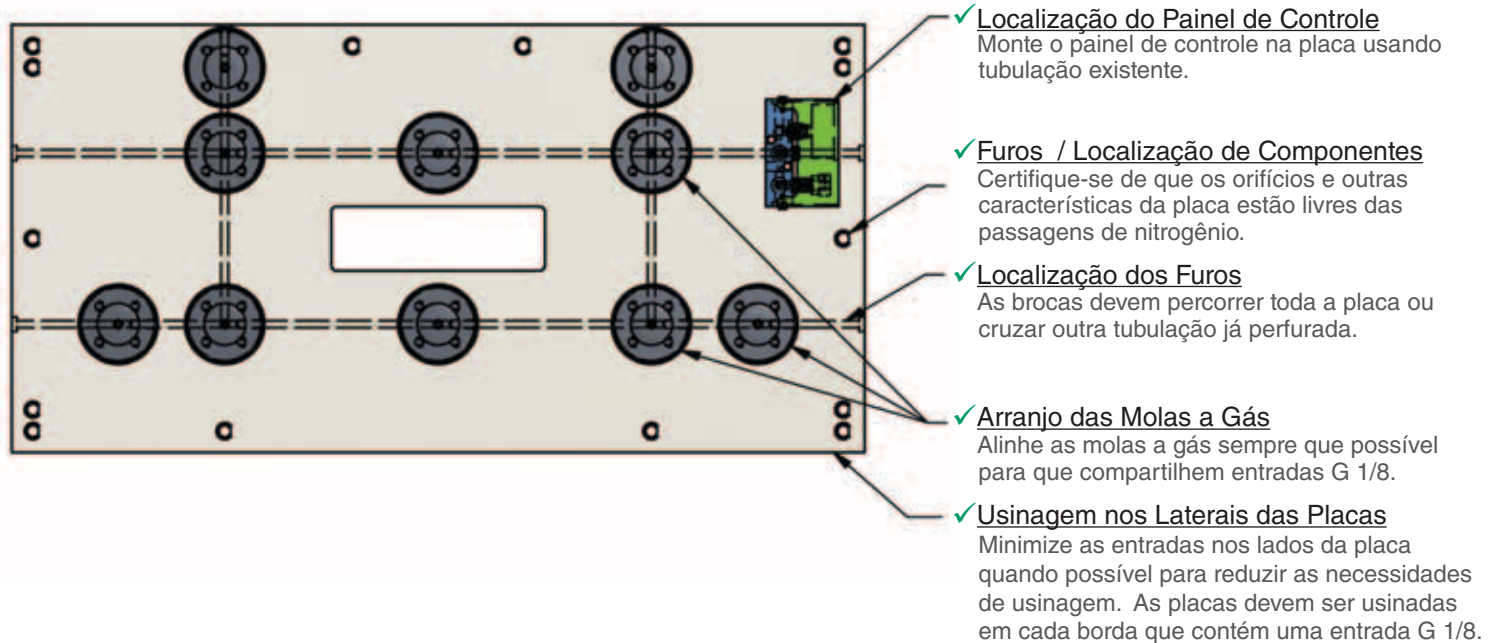 ✓Localização do Painel de Controle
Monte o painel de controle na placa usando
tubulação existente.
✓Furos / Localização de Componentes
Certifique-se de que os orifícios e outras
características da placa estão livres das
passagens de nitrogênio.
✓Localização dos Furos
As brocas devem percorrer toda a placa ou
cruzar outra tubulação já perfurada.
✓Arranjo das Molas a Gás
Alinhe as molas a gás sempre que possível
para que compartilhem entradas G 1/8.
✓Usinagem nos Laterais das Placas
Minimize as entradas nos lados da placa
quando possível para reduzir as necessidades
de usinagem. As placas devem ser usinadas
em cada borda que contém uma entrada G 1/8.